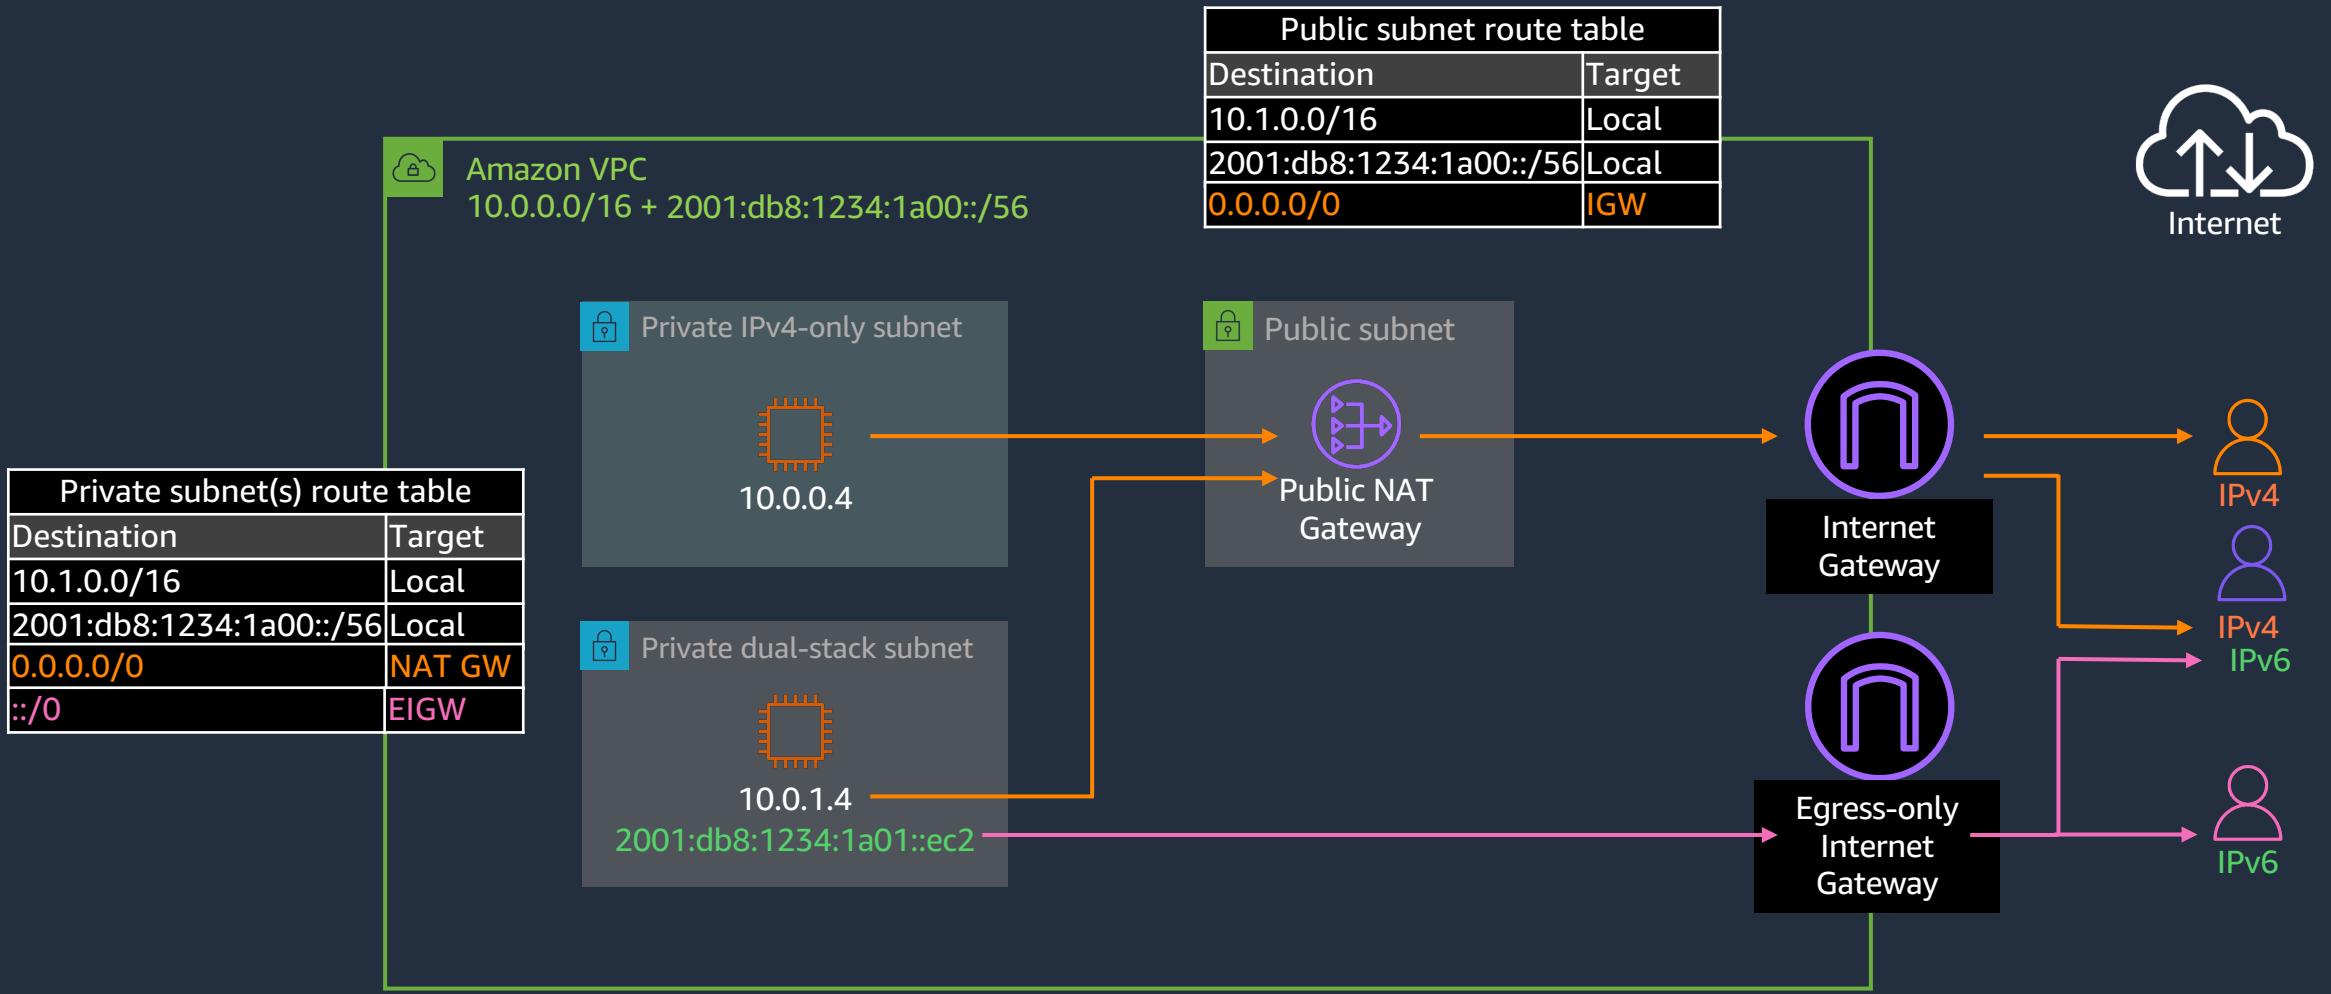 Public subnet route table
Destination Target
10.1.0.0/16 Local
2001:db8:1234:1a00::/56 Local
0.0.0.0/0 IGW
Internet
Amazon VPC
10.0.0.0/16 + 2001:db8:1234:1a00::/56
Private IPv4-only subnet
10.0.0.4
Public subnet
Public NAT
Gateway
Internet
Gateway
IPv4
IPv4
IPv6
Private subnet(s) route table
Destination Target
10.1.0.0/16 Local
2001:db8:1234:1a00::/56 Local
0.0.0.0/0 NAT GW
::/0 EIGW
Private dual-stack subnet
10.0.1.4
2001:db8:1234:1a01::ec2
Egress-only
Internet
Gateway
IPv6